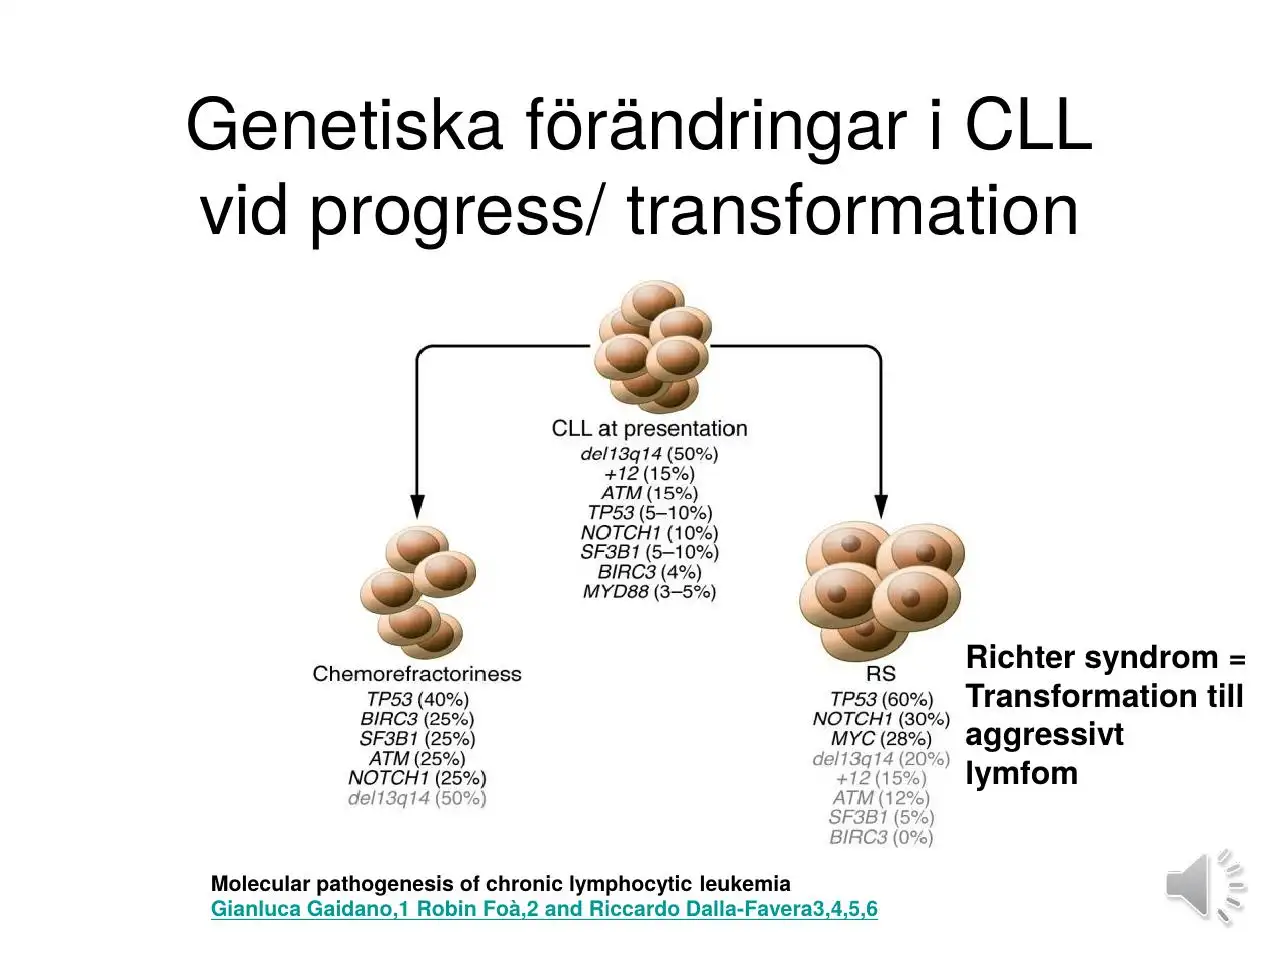 Genetiska förändringar i CLL
vid progress/ transformation
CLL at presentation
del13q14 (50%)
+12 (15%)
ATM (15%)
TP53 (5–10%)
NOTCH1 (10%)
SF3B1 (5–10%)
BIRC3 (4%)
MYD88 (3–5%)
Chemorefractoriness
TP53 (40%)
BIRC3 (25%)
SF3B1 (25%)
ATM (25%)
NOTCH1 (25%)
del13q14 (50%)
RS
TP53 (60%)
NOTCH1 (30%)
MYC (28%)
del13q14 (20%)
+12 (15%)
ATM (12%)
SF3B1 (5%)
BIRC3 (0%)
Richter syndrom =
Transformation till
aggressivt
lymfom
Molecular pathogenesis of chronic lymphocytic leukemia
Gianluca Gaidano,1 Robin Foà,2 and Riccardo Dalla-Favera3,4,5,6